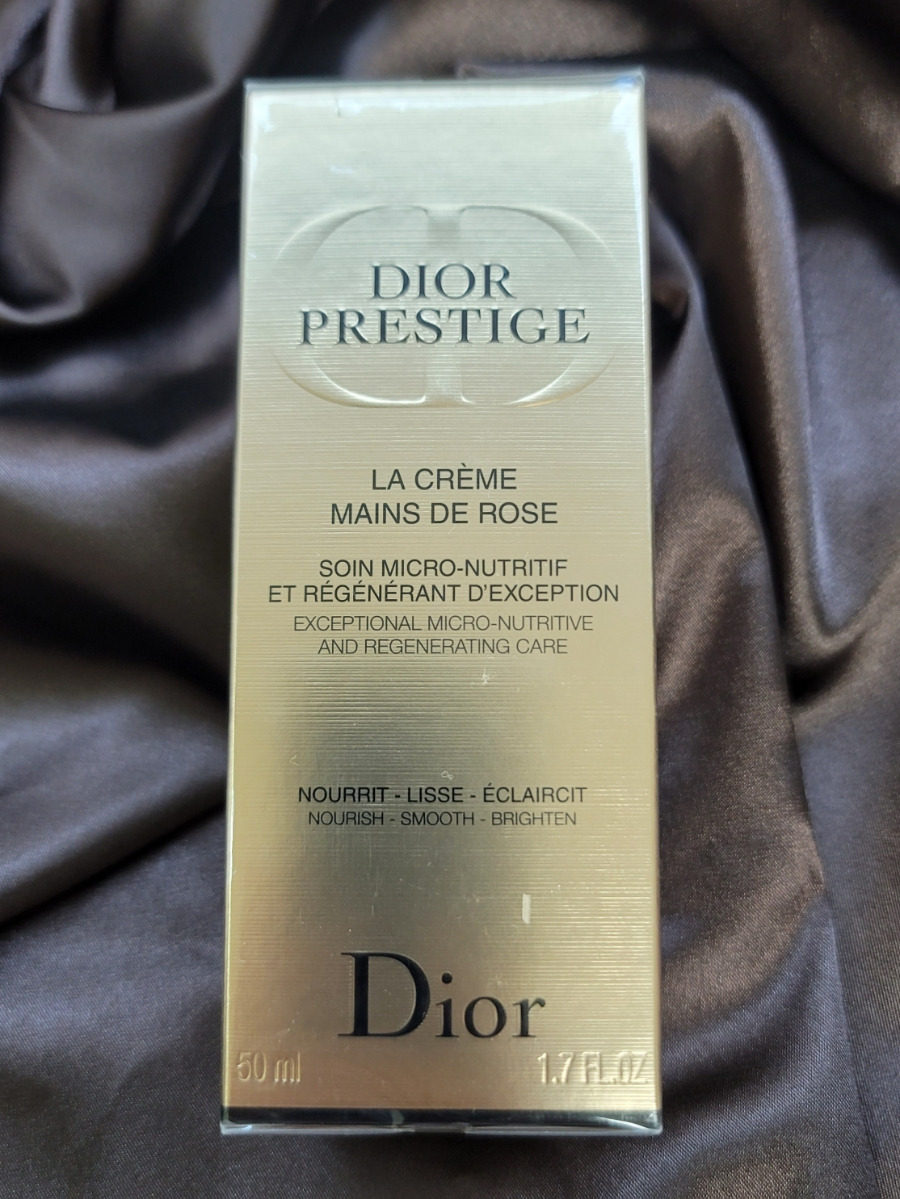 DIOR
PRESTIGE
LA CRÈME
MAINS DE ROSE
SOIN MICRO-NUTRITIF
ET RÉGÉNÉRANT D'EXCEPTION
EXCEPTIONAL MICRO-NUTRITIVE
AND REGENERATING CARE
NOURRIT - LISSE - ÉCLAIRCIT
NOURISH - SMOOTH - BRIGHTEN
Dior
50 ml 1.7 FL.OZ